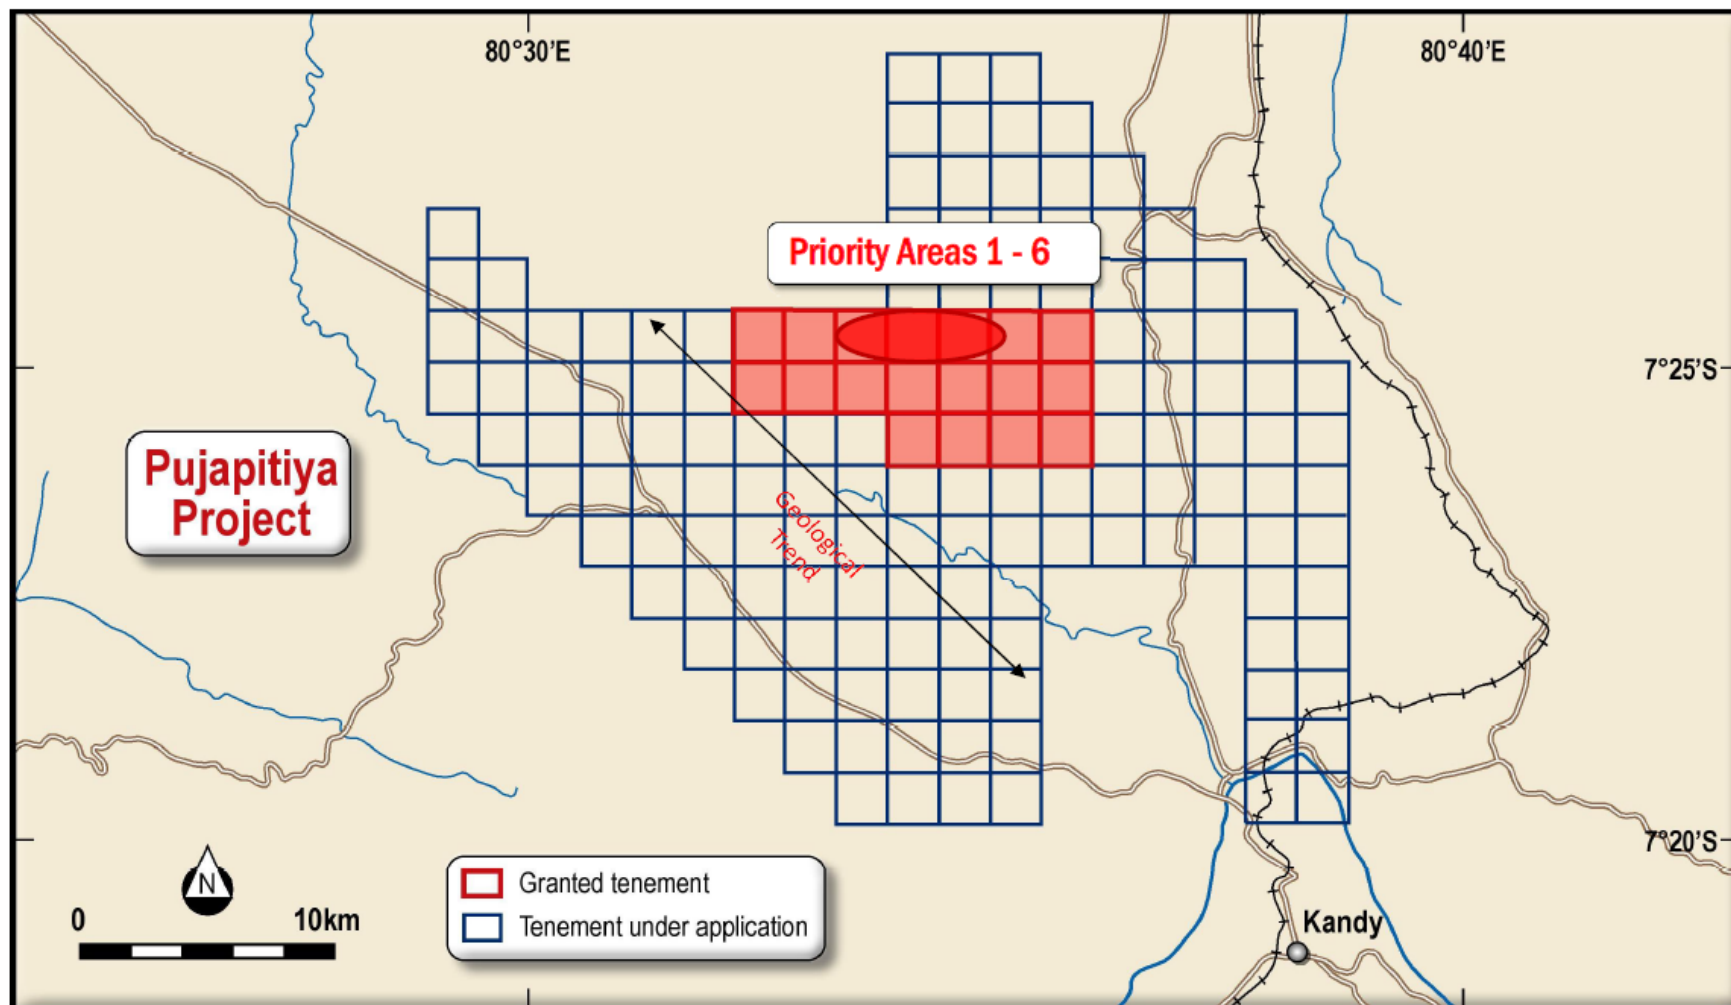 80°30'E
80°40'E
Priority Areas 1 - 6
7°25'S
Pujapitiya
Project
Geological
Trend
7°20'S
N
0 10km
Granted tenement
Tenement under application
Kandy